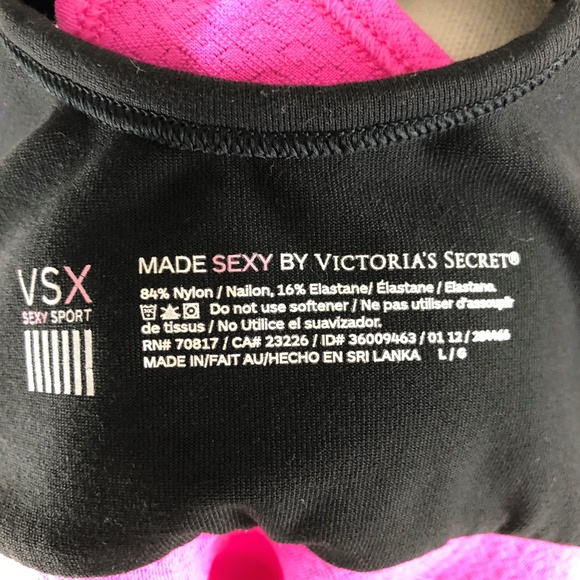 VSX
SEXY SPORT
MADE SEXY BY VICTORIA'S SECRET®
84% Nylon / Nailon, 16% Elastane/ Élastane / Elastano.
Do not use softener / Ne pas utiliser d'assouplir
de tissus / No Utilice el suavizador.
RN# 70817 / CA# 23226 / ID# 36009463 / 01 12 /
MADE IN/FAIT AU/HECHO EN SRI LANKA L / G